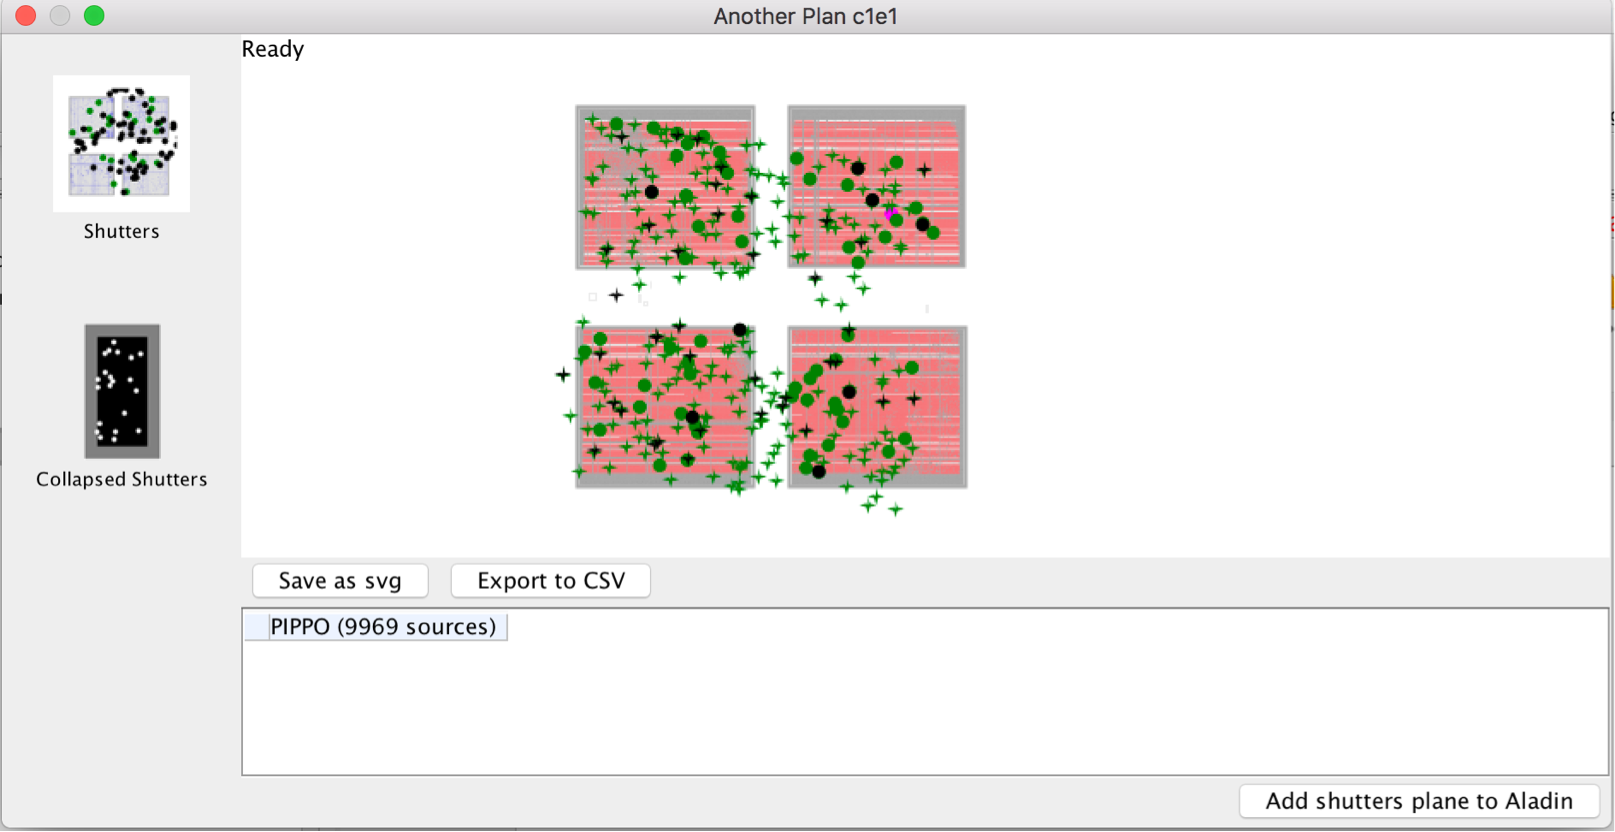 Another Plan c1e1
Ready
Shutters
Collapsed Shutters
Save as svg
Export to CSV
PIPPO (9969 sources)
Add shutters plane to Aladin